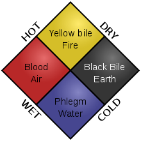 HOT
DRY
Yellow bile
Fire
Blood
Air
Black Bile
Earth
Phlegm
Water
WET
COLD